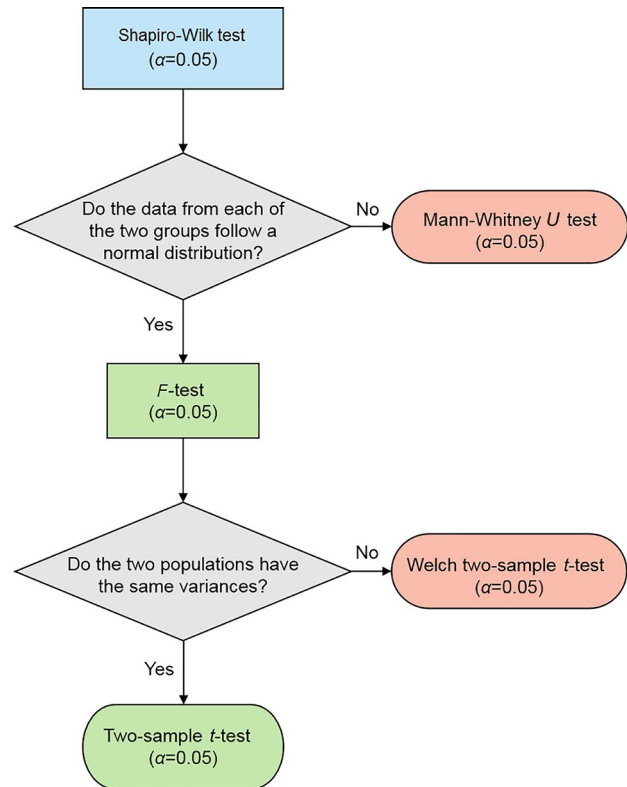 Shapiro-Wilk test
(α=0.05)
Do the data from each of
the two groups follow a
normal distribution?
No
Mann-Whitney U test
(α=0.05)
Yes
F-test
(α=0.05)
Do the two populations have
the same variances?
No
Welch two-sample t-test
(α=0.05)
Yes
Two-sample t-test
(α=0.05)